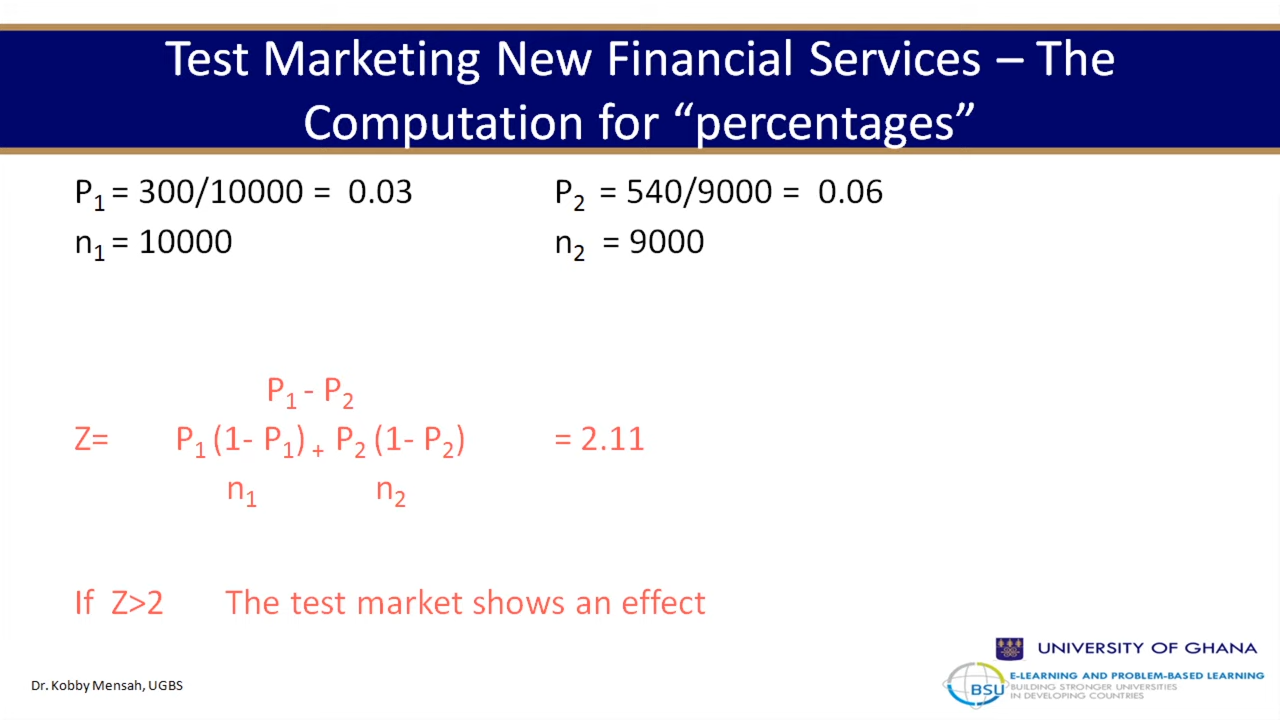 Test Marketing New Financial Services – The
Computation for “percentages”
P1 = 300/10000 = 0.03 P2 = 540/9000 = 0.06
n1 = 10000 n2 = 9000
P1 - P2
Z= P1 (1- P1) + P2 (1- P2) = 2.11
n1 n2
If Z>2 The test market shows an effect
UNIVERSITY OF GHANA
Dr. Kobby Mensah, UGBS
BSU
E-LEARNING AND PROBLEM-BASED LEARNING
BUILDING STRONGER UNIVERSITIES
IN DEVELOPING COUNTRIES